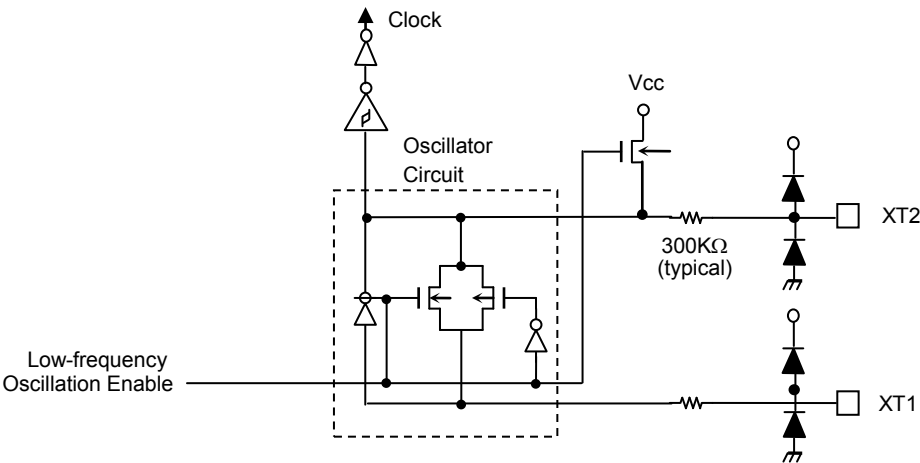 Clock
Vcc
Oscillator
Circuit
XT2
300KΩ
(typical)
Low-frequency
Oscillation Enable
XT1